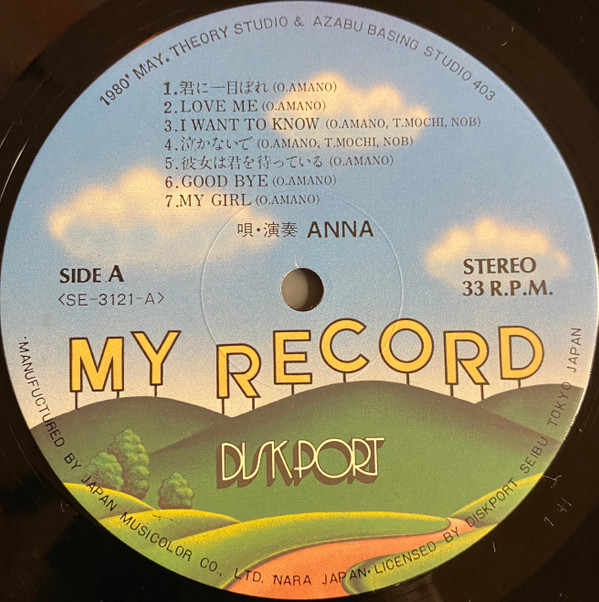 1980' MAY. THEORY STUDIO & AZABU BASING STUDIO 403
1.君に一目ぼれ (O.AMANO)
2.LOVE ME (O.AMANO)
3.I WANT TO KNOW (O.AMANO, T.MOCHI, NOB)
4.泣かないで (O.AMANO, T.MOCHI, NOB)
5.彼女は君を待っている (O.AMANO)
6.GOOD BYE (O.AMANO)
7.MY GIRL (O.AMANO)
唄・演奏 ANNA
SIDE A
<SE-3121-A>
STEREO
33 R.P.M.
MY RECORD
DISKPORT
*MANUFUCTURED BY JAPAN MUSICOLOR CO., LTD. NARA JAPAN・LICENSED BY DISKPORT SEIBU TOKYO JAPAN